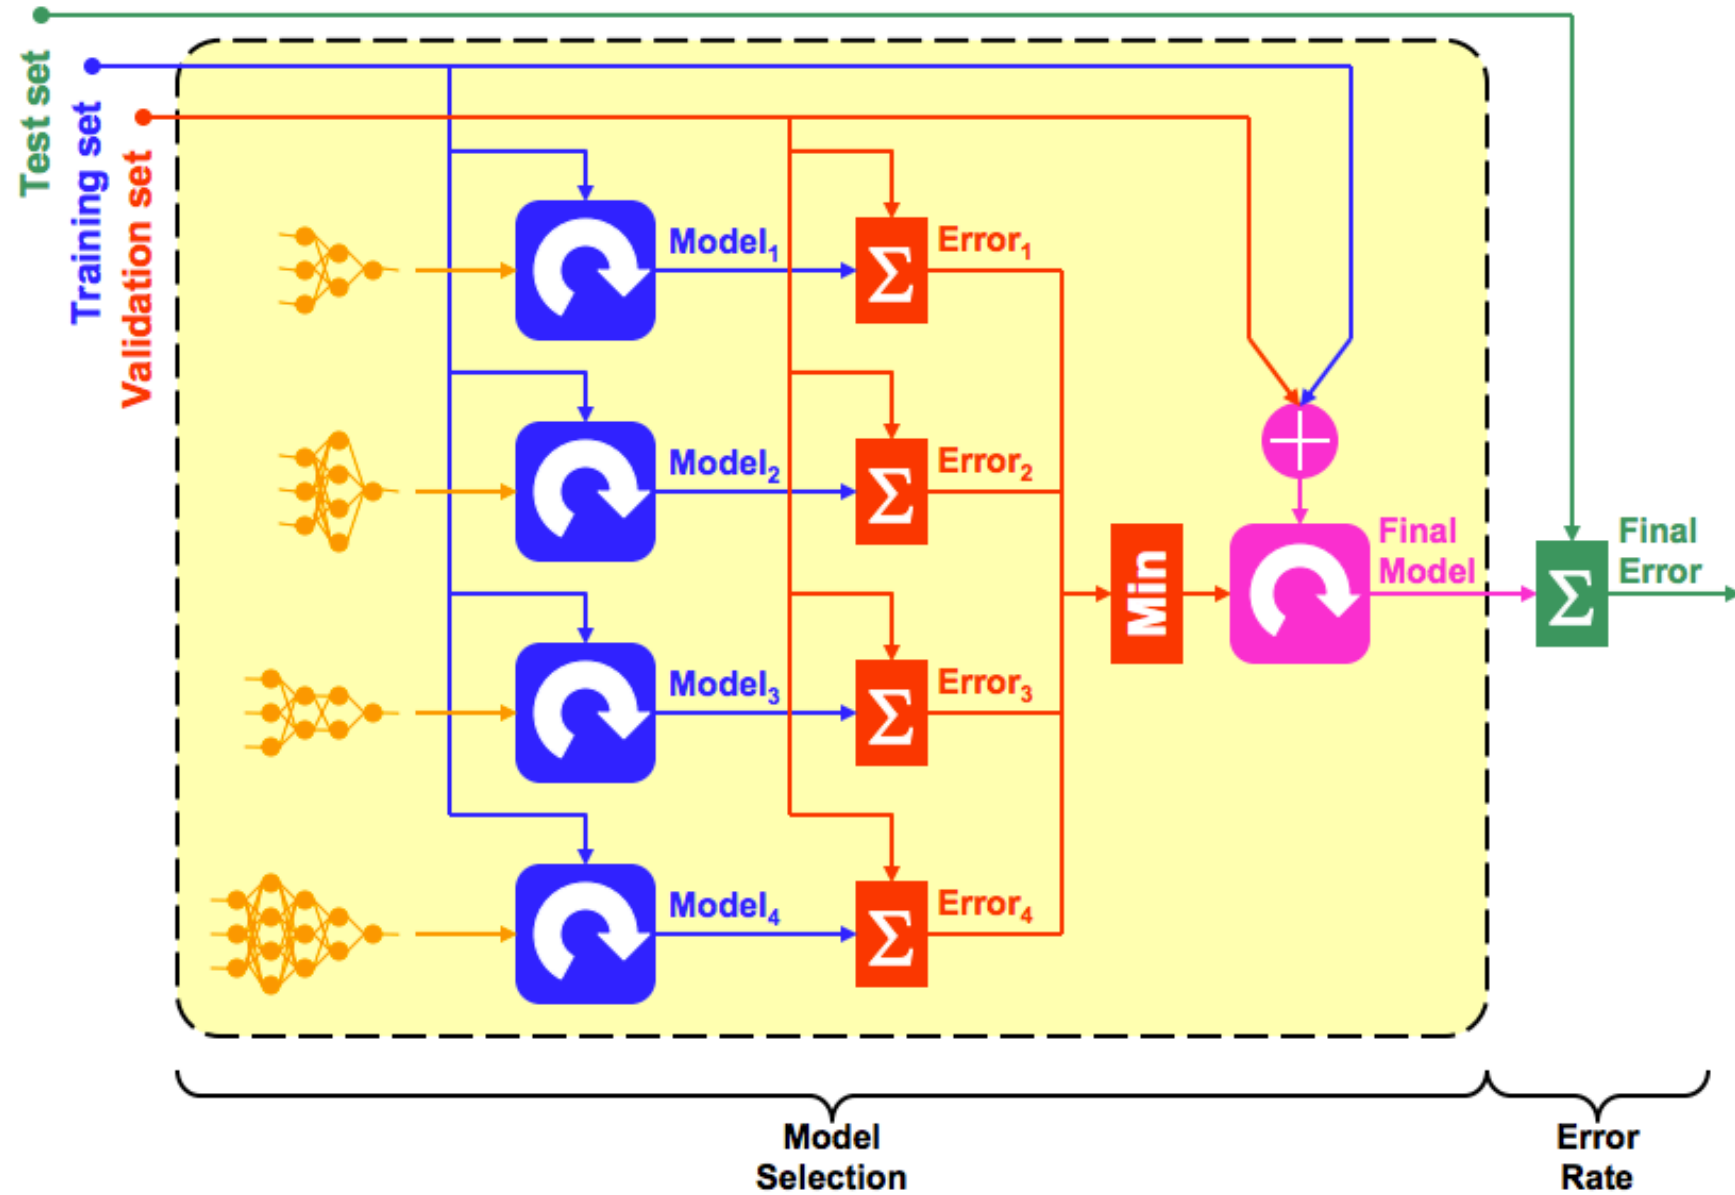 Test set
Training set
Validation set
Model1
Σ
Error1
Model2
Σ
Error2
Model3
Σ
Error3
Model4
Σ
Error4
Min
Final
Model
Σ
Final
Error
Model
Selection
Error
Rate